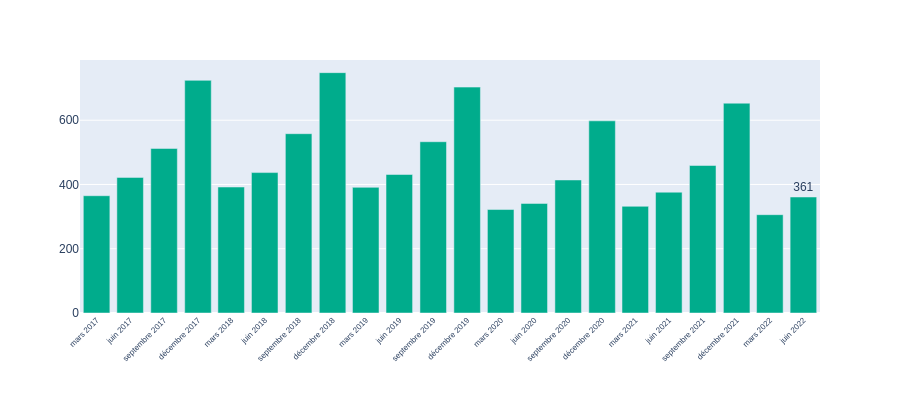 600
400
200
0
361
mars 2017
juin 2017
septembre 2017
décembre 2017
mars 2018
juin 2018
septembre 2018
décembre 2018
mars 2019
juin 2019
septembre 2019
décembre 2019
mars 2020
juin 2020
septembre 2020
décembre 2020
mars 2021
juin 2021
septembre 2021
décembre 2021
mars 2022
juin 2022